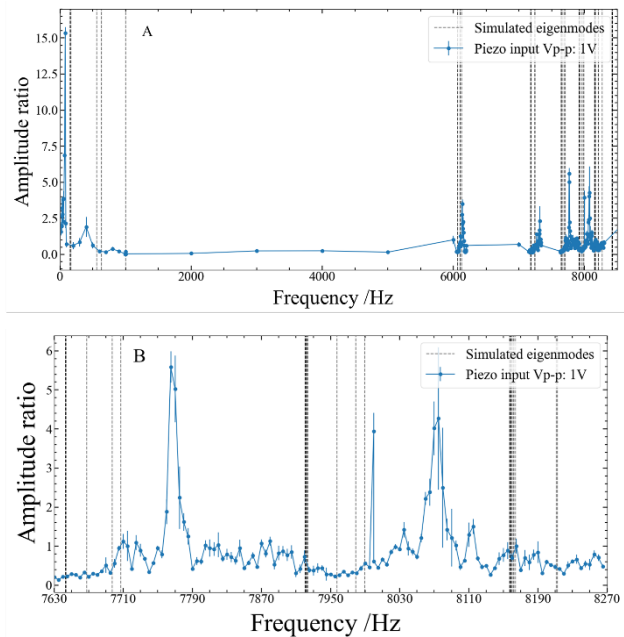 A
Simulated eigenmodes
Piezo input Vp-p: 1V
Amplitude ratio
15.0
12.5
10.0
7.5
5.0
2.5
0.0
0
2000
4000
6000
8000
Frequency /Hz
B
Simulated eigenmodes
Piezo input Vp-p: 1V
Amplitude ratio
6
5
4
3
2
1
0
7630
7710
7790
7870
7950
8030
8110
8190
8270
Frequency /Hz